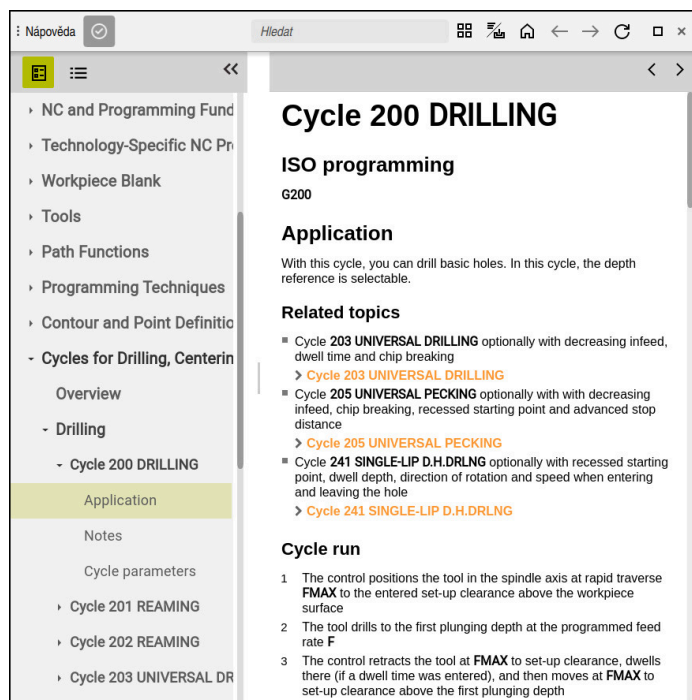 Nápověda
Hledat
NC and Programming Fund
Technology-Specific NC Pr
Workpiece Blank
Tools
Path Functions
Programming Techniques
Contour and Point Definitio
Cycles for Drilling, Centerin
Overview
Drilling
Cycle 200 DRILLING
Application
Notes
Cycle parameters
Cycle 201 REAMING
Cycle 202 REAMING
Cycle 203 UNIVERSAL DR
Cycle 200 DRILLING
ISO programming
G200
Application
With this cycle, you can drill basic holes. In this cycle, the depth
reference is selectable.
Related topics
Cycle 203 UNIVERSAL DRILLING optionally with decreasing infeed,
dwell time and chip breaking
Cycle 203 UNIVERSAL DRILLING
Cycle 205 UNIVERSAL PECKING optionally with with decreasing
infeed, chip breaking, recessed starting point and advanced stop
distance
Cycle 205 UNIVERSAL PECKING
Cycle 241 SINGLE-LIP D.H.DRLNG optionally with recessed starting
point, dwell depth, direction of rotation and speed when entering
and leaving the hole
Cycle 241 SINGLE-LIP D.H.DRLNG
Cycle run
1 The control positions the tool in the spindle axis at rapid traverse
FMAX to the entered set-up clearance above the workpiece
surface
2 The tool drills to the first plunging depth at the programmed feed
rate F
3 The control retracts the tool at FMAX to set-up clearance, dwells
there (if a dwell time was entered), and then moves at FMAX to
set-up clearance above the first plunging depth